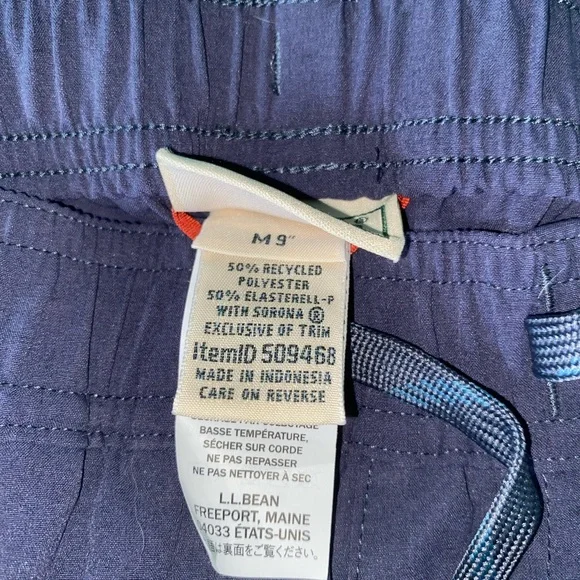 M 9"
50% RECYCLED
POLYESTER
50% ELASTERELL-P
WITH SORONA ®
EXCLUSIVE OF TRIM
ItemID 509468
MADE IN INDONESIA
CARE ON REVERSE
BASSE TEMPÉRATURE,
SÉCHER SUR CORDE
NE PAS REPASSER
NE PAS NETTOYER À SEC
L.L.BEAN
FREEPORT, MAINE
04033 ÉTATS-UNIS
は裏面をご覧ください